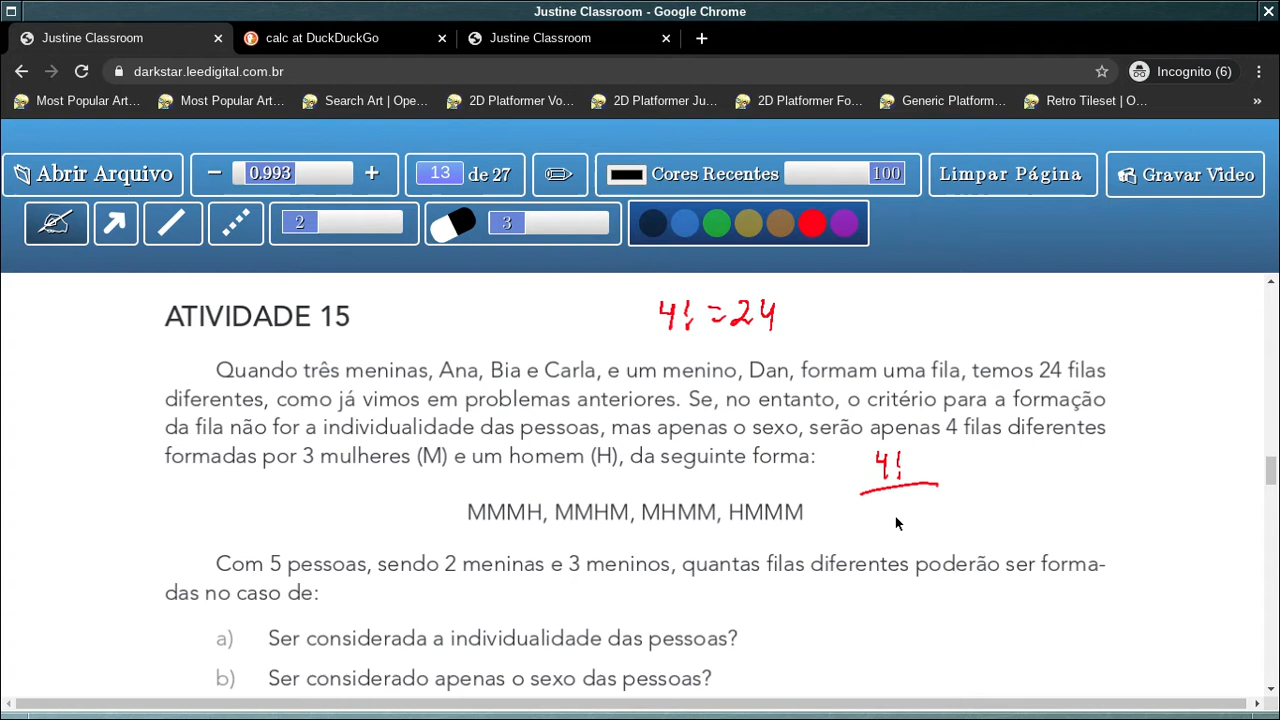 Justine Classroom - Google Chrome
Justine Classroom
calc at DuckDuckGo
Justine Classroom
darkstar.leedigital.com.br
Incognito (6)
Most Popular Art...
Most Popular Art...
Search Art | Ope...
2D Platformer Vo...
2D Platformer Ju...
2D Platformer Fo...
Generic Platform...
Retro Tileset | O...
»
Abrir Arquivo
− 0.993 +
13 de 27
Cores Recentes 100
Limpar Página
Gravar Video
2
3
ATIVIDADE 15
4! = 24
Quando três meninas, Ana, Bia e Carla, e um menino, Dan, formam uma fila, temos 24 filas
diferentes, como já vimos em problemas anteriores. Se, no entanto, o critério para a formação
da fila não for a individualidade das pessoas, mas apenas o sexo, serão apenas 4 filas diferentes
formadas por 3 mulheres (M) e um homem (H), da seguinte forma:
4!
MMMH, MMHM, MHMM, HMMM
Com 5 pessoas, sendo 2 meninas e 3 meninos, quantas filas diferentes poderão ser forma-
das no caso de:
a) Ser considerada a individualidade das pessoas?
b) Ser considerado apenas o sexo das pessoas?